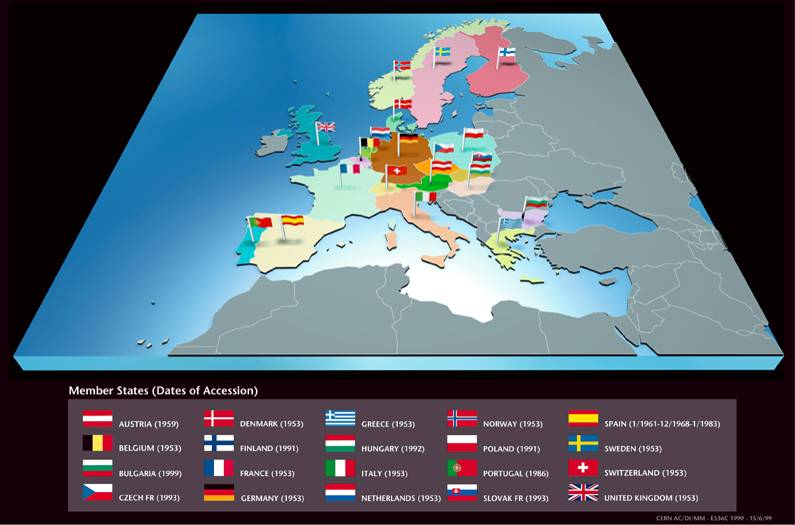 Member States (Dates of Accession)
AUSTRIA (1959) DENMARK (1953) GREECE (1953) NORWAY (1953) SPAIN (1/1961-12/1968-1/1983)
BELGIUM (1953) FINLAND (1991) HUNGARY (1992) POLAND (1991) SWEDEN (1953)
BULGARIA (1999) FRANCE (1953) ITALY (1953) PORTUGAL (1986) SWITZERLAND (1953)
CZECH FR (1993) GERMANY (1953) NETHERLANDS (1953) SLOVAK FR (1993) UNITED KINGDOM (1953)
CERN AC/DI/MM - E536C 1999 - 15/6/99